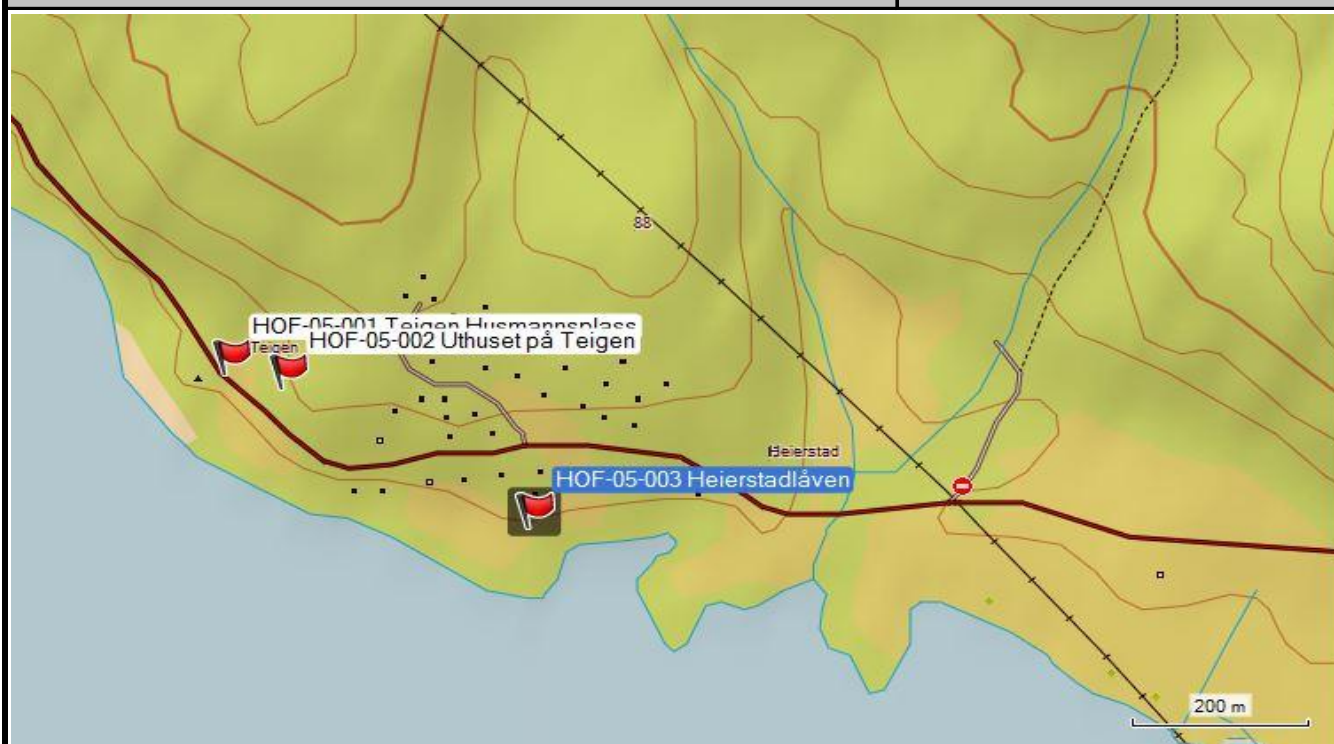 88
HOF-05-001 Teigen Husmannsplass
HOF-05-002 Uthuset på Teigen
Teigen
Heierstad
HOF-05-003 Heierstadlåven
200 m